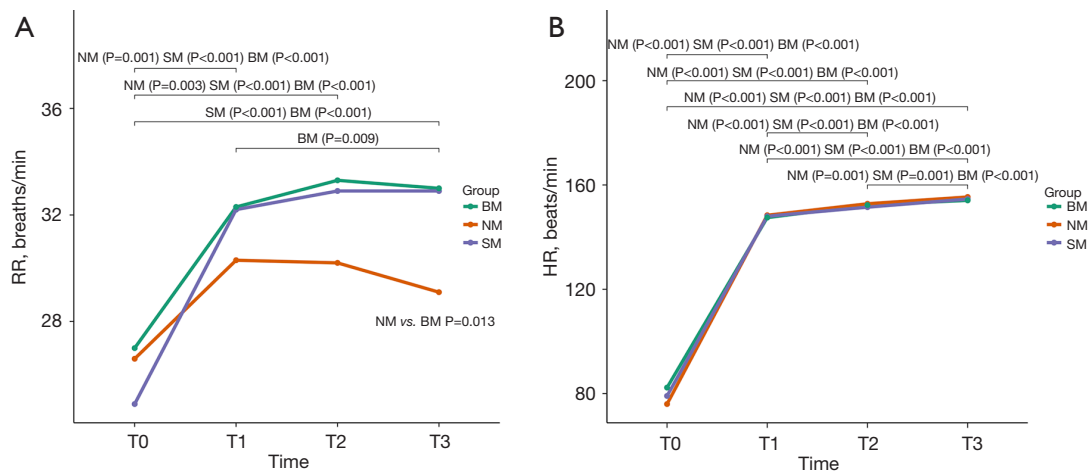 A
NM (P=0.001) SM (P<0.001) BM (P<0.001)
NM (P=0.003) SM (P<0.001) BM (P<0.001)
SM (P<0.001) BM (P<0.001)
BM (P=0.009)
36
32
28
RR, breaths/min
Group
BM
NM
SM
NM vs. BM P=0.013
T0 T1 T2 T3
Time
B
NM (P<0.001) SM (P<0.001) BM (P<0.001)
NM (P<0.001) SM (P<0.001) BM (P<0.001)
NM (P<0.001) SM (P<0.001) BM (P<0.001)
NM (P<0.001) SM (P<0.001) BM (P<0.001)
NM (P<0.001) SM (P<0.001) BM (P<0.001)
NM (P=0.001) SM (P=0.001) BM (P<0.001)
200
160
120
80
HR, beats/min
Group
BM
NM
SM
T0 T1 T2 T3
Time